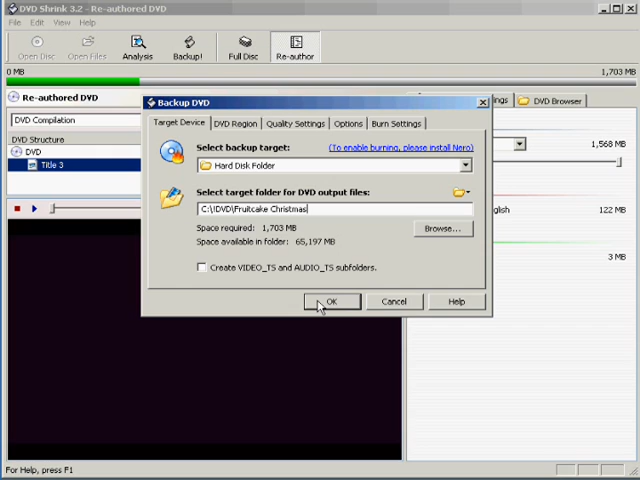 DVD Shrink 3.2 - Re-authored DVD
File Edit View Help
Open Disc Open Files Analysis Backup! Full Disc Re-author
0 MB 1,703 MB
Re-authored DVD
DVD Browser
DVD Compilation
1,568 MB
DVD Structure
DVD
Title 3
122 MB
3 MB
Backup DVD
Target Device DVD Region Quality Settings Options Burn Settings
Select backup target: (To enable burning, please install Nero)
Hard Disk Folder
Select target folder for DVD output files:
C:\!DVD\Fruitcake Christmas
Space required: 1,703 MB
Browse...
Space available in folder: 65,197 MB
Create VIDEO_TS and AUDIO_TS subfolders.
OK Cancel Help
For Help, press F1